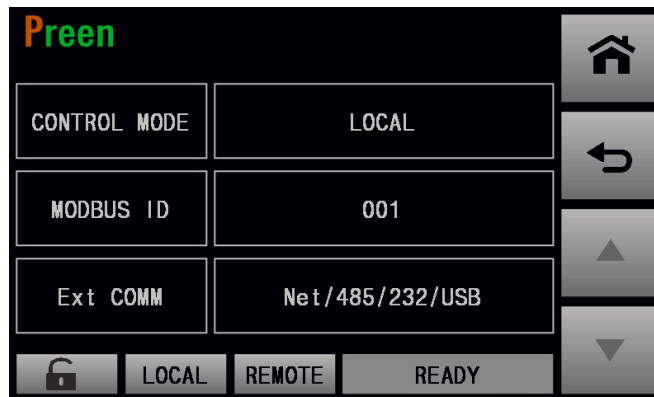 Preen
CONTROL MODE LOCAL
MODBUS ID 001
Ext COMM Net/485/232/USB
LOCAL REMOTE READY